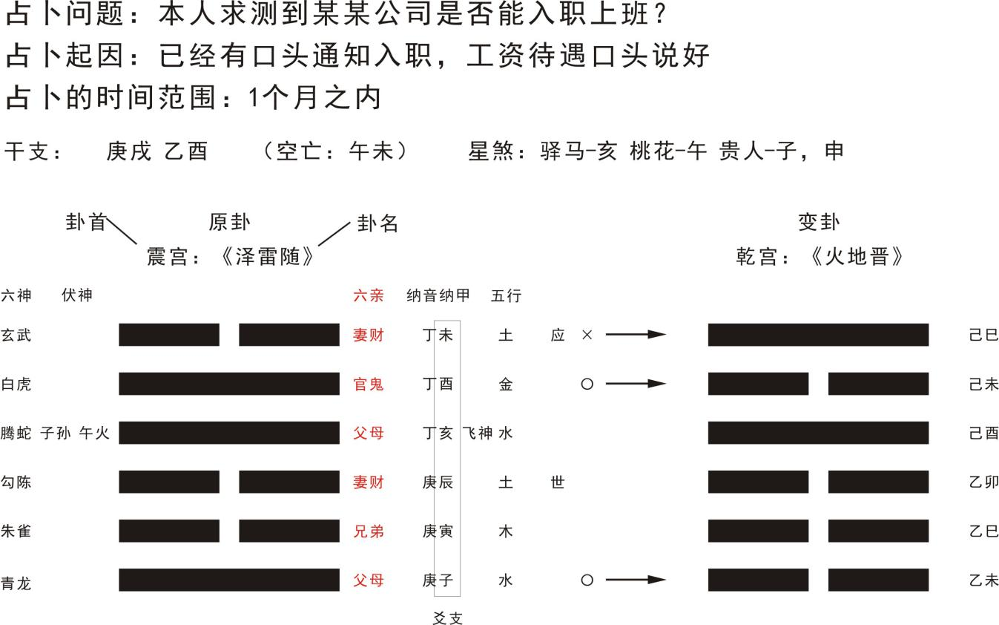 占卜问题：本人求测到某某公司是否能入职上班？
占卜起因：已经有口头通知入职，工资待遇口头说好
占卜的时间范围：1个月之内
干支： 庚戌 乙酉 （空亡：午未） 星煞：驿马-亥 桃花-午 贵人-子，申
卦首 原卦 卦名 变卦
震宫：《泽雷随》 乾宫：《火地晋》
六神 伏神 六亲 纳音纳甲 五行
玄武 妻财 丁未 土 应 × 己巳
白虎 官鬼 丁酉 金 ○ 己未
腾蛇 子孙 午火 父母 丁亥 飞神 水 己酉
勾陈 妻财 庚辰 土 世 乙卯
朱雀 兄弟 庚寅 木 乙巳
青龙 父母 庚子 水 ○ 乙未
爻支